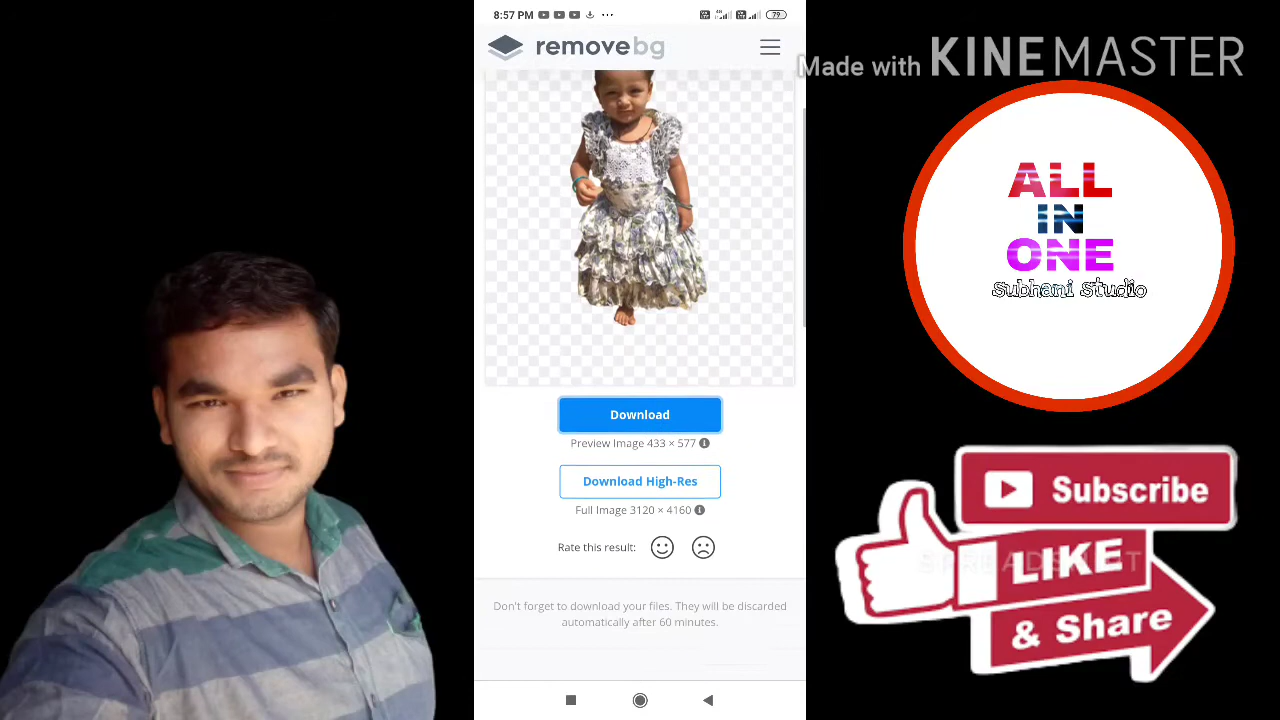 8:57 PM
79
removebg
Download
Preview Image 433 × 577
Download High-Res
Full Image 3120 × 4160
Rate this result:
Don't forget to download your files. They will be discarded
automatically after 60 minutes.
Made with KINEMASTER
ALL
IN
ONE
Subhani Studio
Subscribe
LIKE
& Share